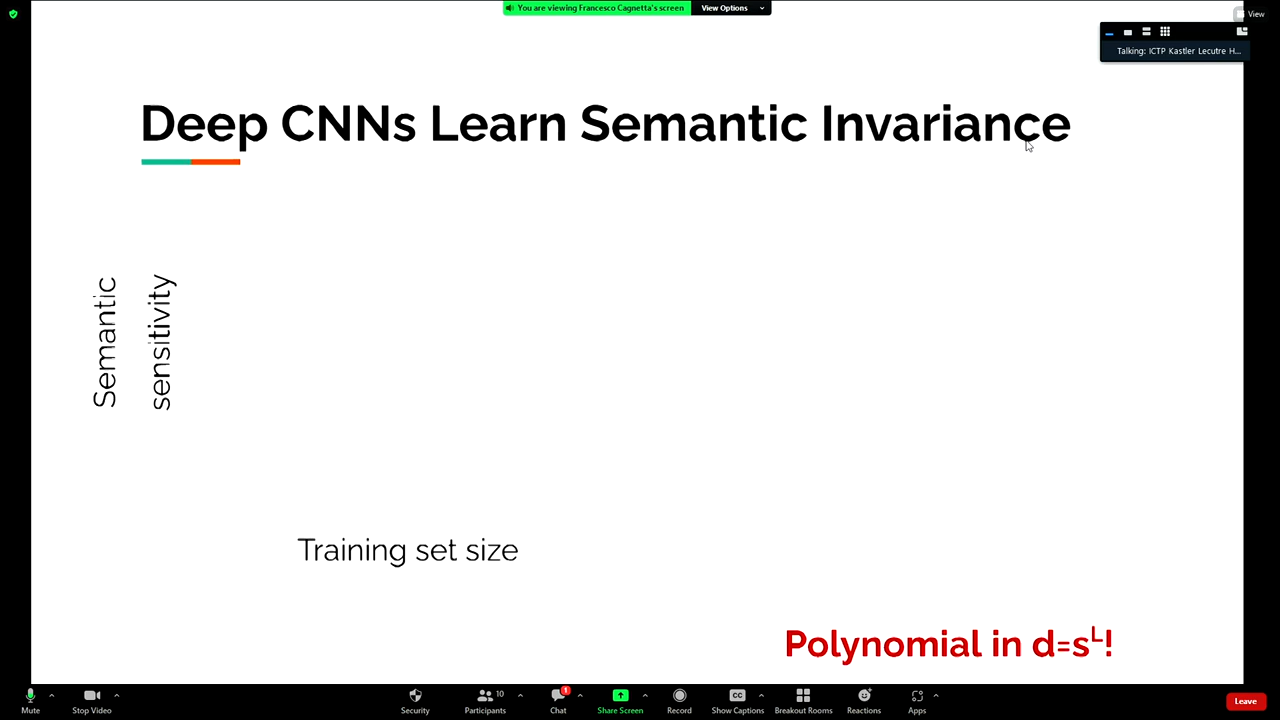 You are viewing Francesco Cagnetta's screen
View Options
View
Talking: ICTP Kastler Lecutre H...
Deep CNNs Learn Semantic Invariance
Semantic
sensitivity
Training set size
Polynomial in d=s^L!
Mute
Stop Video
Security
Participants 10
Chat 1
Share Screen
Record
CC
Show Captions
Breakout Rooms
Reactions
Apps
Leave